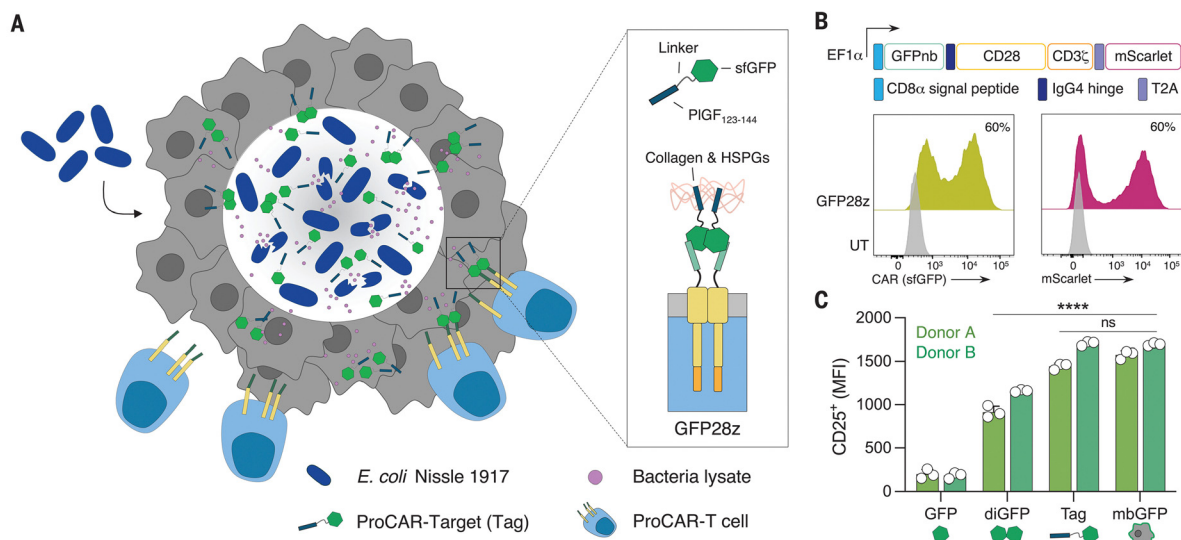 A
Linker
sfGFP
PlGF123-144
Collagen & HSPGs
GFP28z
E. coli Nissle 1917
Bacteria lysate
ProCAR-Target (Tag)
ProCAR-T cell
B
EF1α
GFPnb
CD28
CD3ζ
mScarlet
CD8α signal peptide
IgG4 hinge
T2A
60%
60%
GFP28z
UT
0 10³ 10⁴ 10⁵
0 10³ 10⁴ 10⁵
CAR (sfGFP)
mScarlet
C
****
ns
Donor A
Donor B
CD25⁺ (MFI)
2000
1500
1000
500
0
GFP
diGFP
Tag
mbGFP